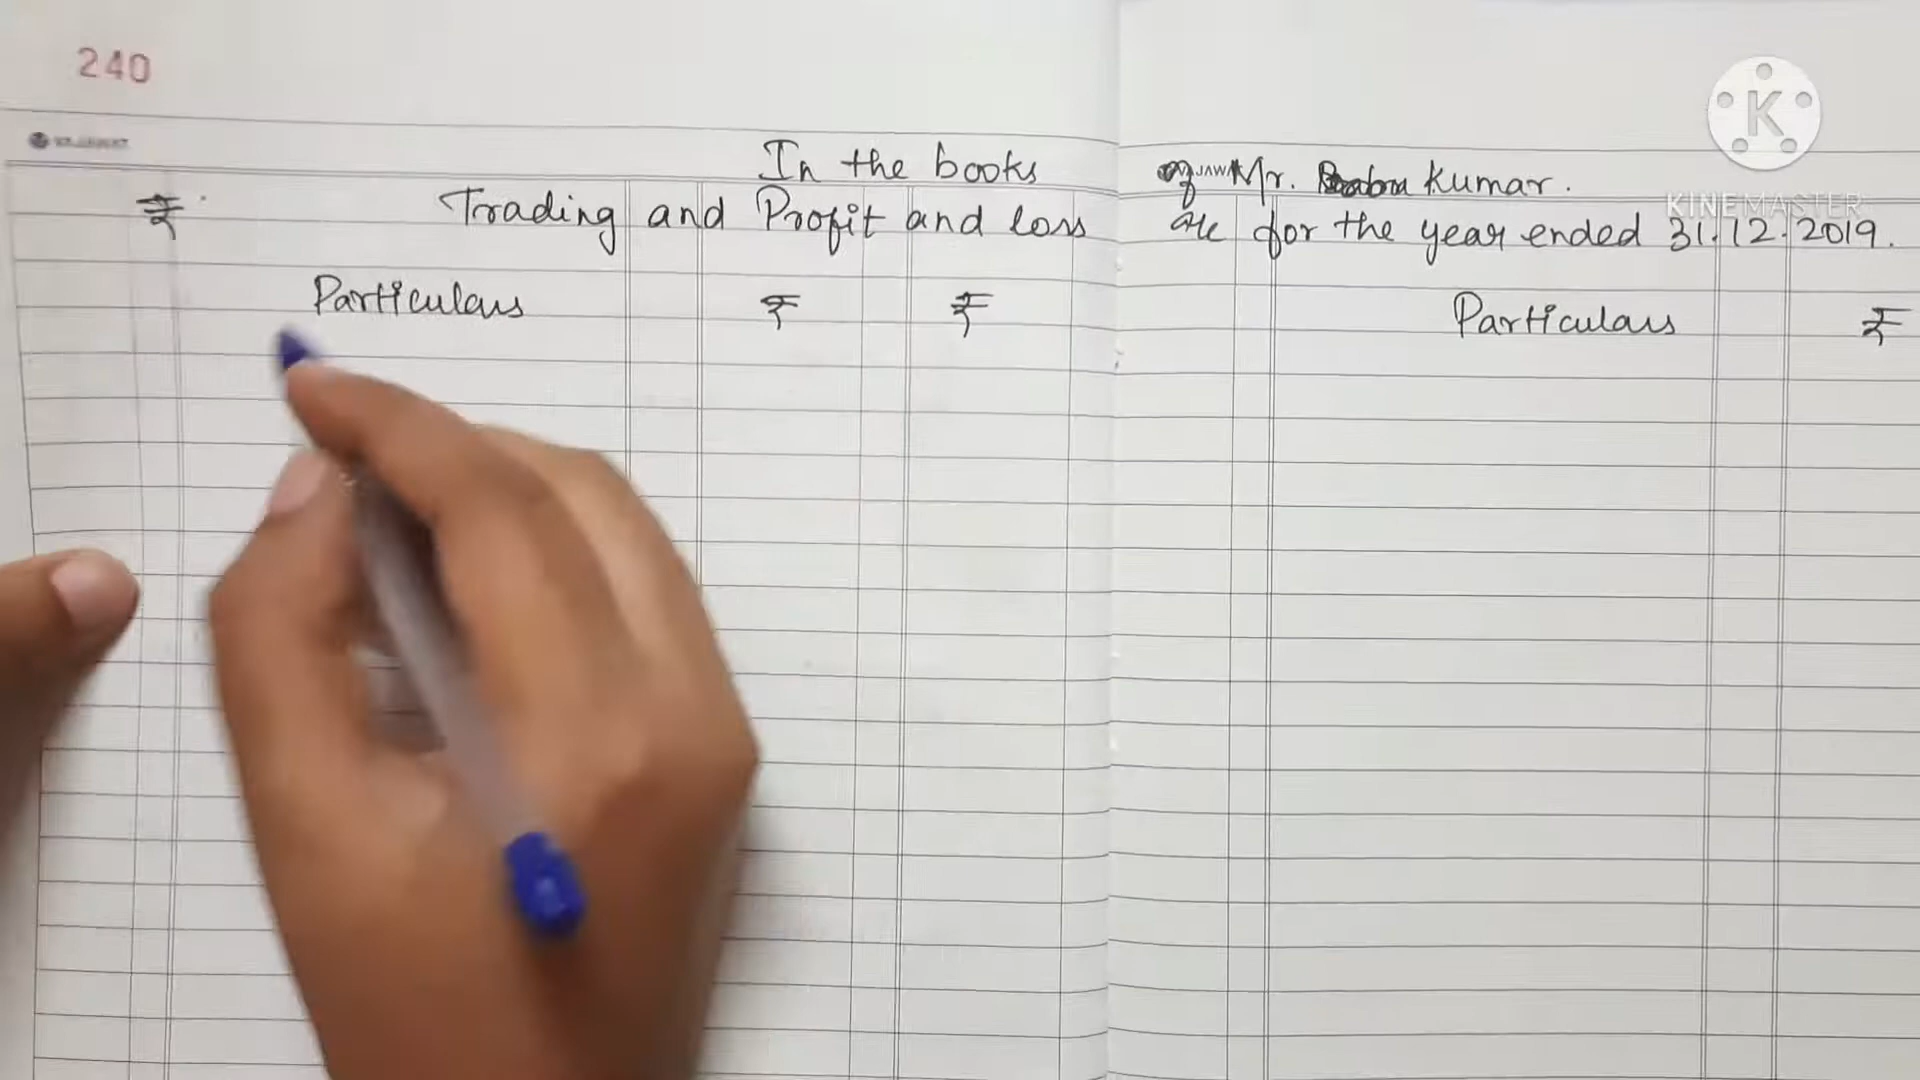 240
In the books of Mr. Kumar.
₹ Trading and Profit and loss A/c for the year ended 31.12.2019.
Particulars ₹ ₹ Particulars ₹
K
KINEMASTER